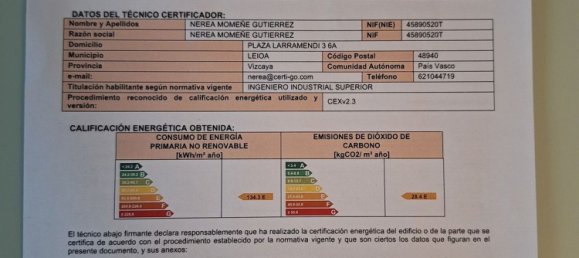 DATOS DEL TÉCNICO CERTIFICADOR:
Nombre y Apellidos NEREA MOMEÑE GUTIERREZ NIF(NIE) 45890520T
Razón social NEREA MOMEÑE GUTIERREZ NIF 45890520T
Domicilio PLAZA LARRAMENDI 3 6A
Municipio LEIOA Código Postal 48940
Provincia Vizcaya Comunidad Autónoma País Vasco
e-mail: nerea@certi-go.com Teléfono 621044719
Titulación habilitante según normativa vigente INGENIERO INDUSTRIAL SUPERIOR
Procedimiento reconocido de calificación energética utilizado y versión: CEXv2.3
CALIFICACIÓN ENERGÉTICA OBTENIDA:
CONSUMO DE ENERGÍA PRIMARIA NO RENOVABLE [kWh/m² año]
EMISIONES DE DIÓXIDO DE CARBONO [kgCO2/ m² año]
A
B
C
D
E
F
G
A
B
C
D
E
F
G
El técnico abajo firmante declara responsablemente que ha realizado la certificación energética del edificio o de la parte que se
certifica de acuerdo con el procedimiento establecido por la normativa vigente y que son ciertos los datos que figuran en el
presente documento, y sus anexos: